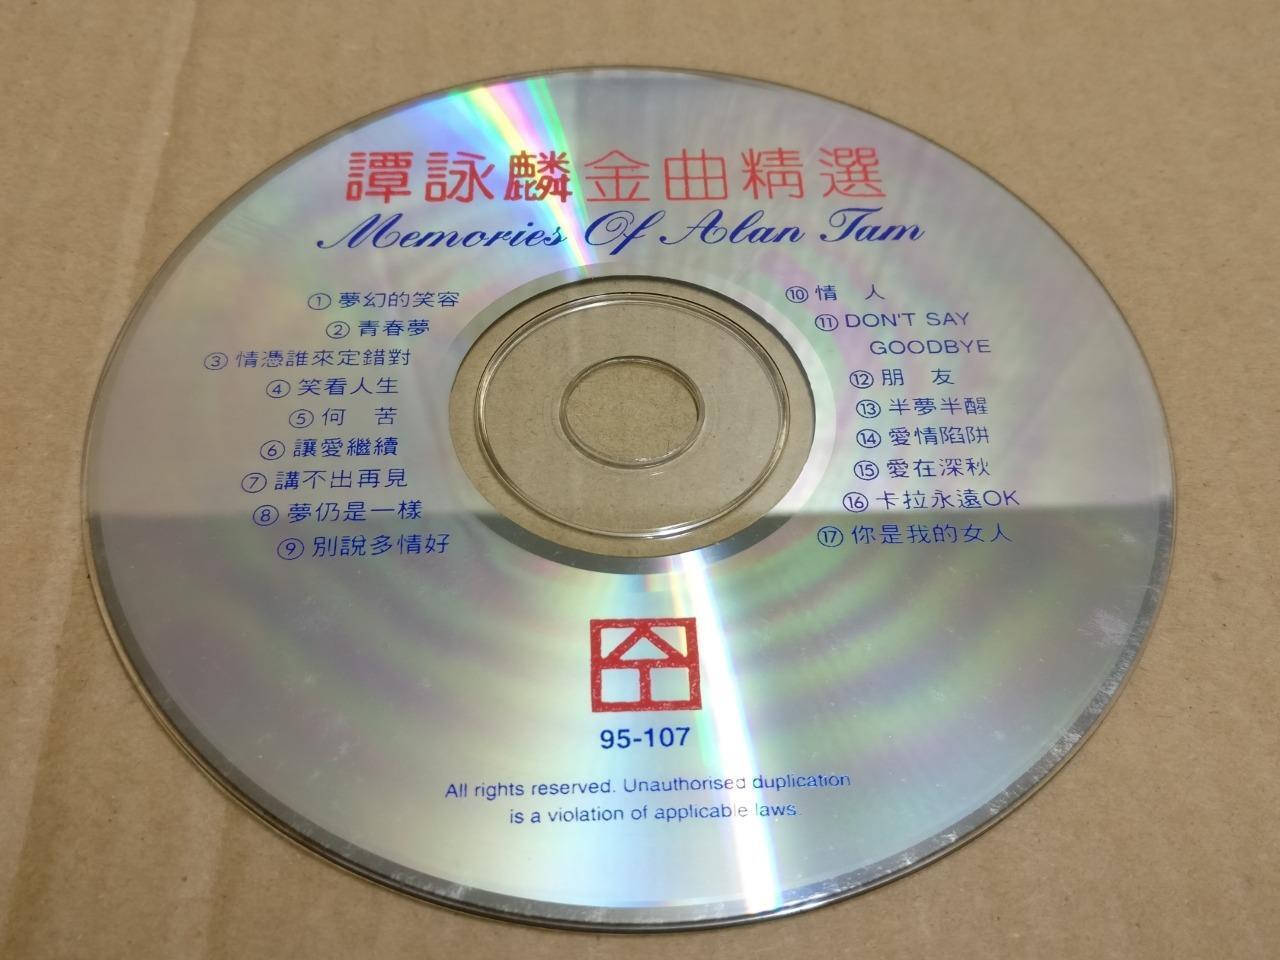 譚詠麟金曲精選
Memories Of Alan Tam
① 夢幻的笑容
② 青春夢
③ 情憑誰來定錯對
④ 笑看人生
⑤ 何　苦
⑥ 讓愛繼續
⑦ 講不出再見
⑧ 夢仍是一樣
⑨ 別說多情好
⑩ 情　人
⑪ DON'T SAY
GOODBYE
⑫ 朋　友
⑬ 半夢半醒
⑭ 愛情陷阱
⑮ 愛在深秋
⑯ 卡拉永遠OK
⑰ 你是我的女人
95-107
All rights reserved. Unauthorised duplication
is a violation of applicable laws.